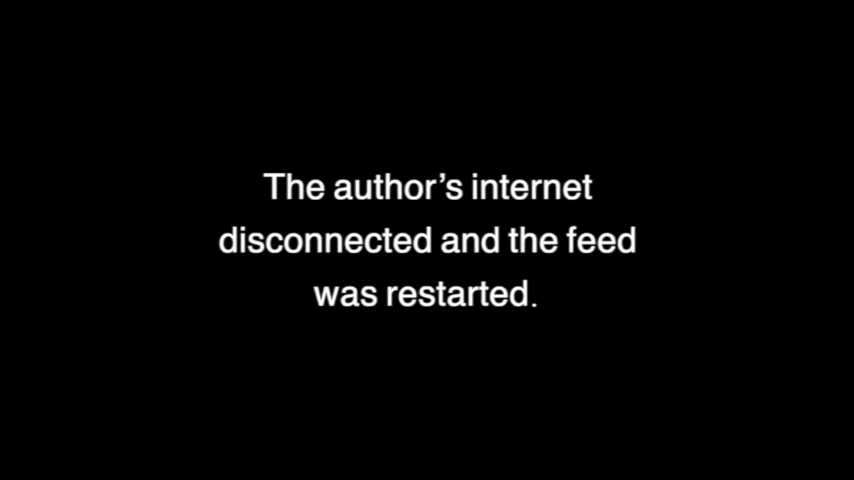 The author’s internet
disconnected and the feed
was restarted.